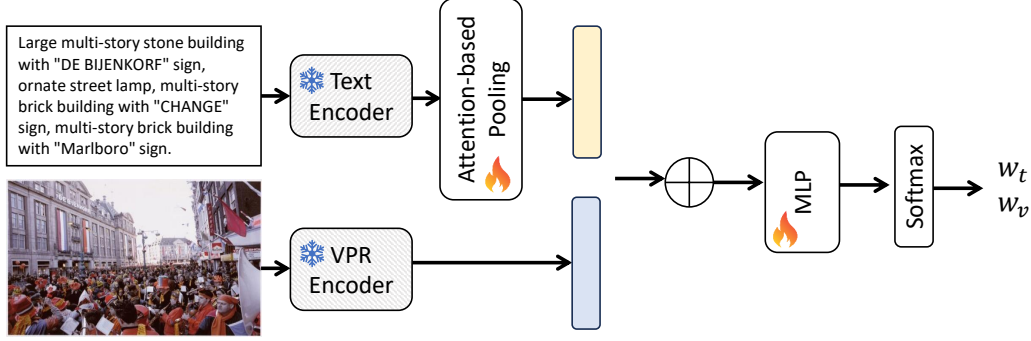 Large multi-story stone building
with "DE BIJENKORF" sign,
ornate street lamp, multi-story
brick building with "CHANGE"
sign, multi-story brick building
with "Marlboro" sign.
Text
Encoder
Attention-based
Pooling
VPR
Encoder
MLP
Softmax
w_t
w_v